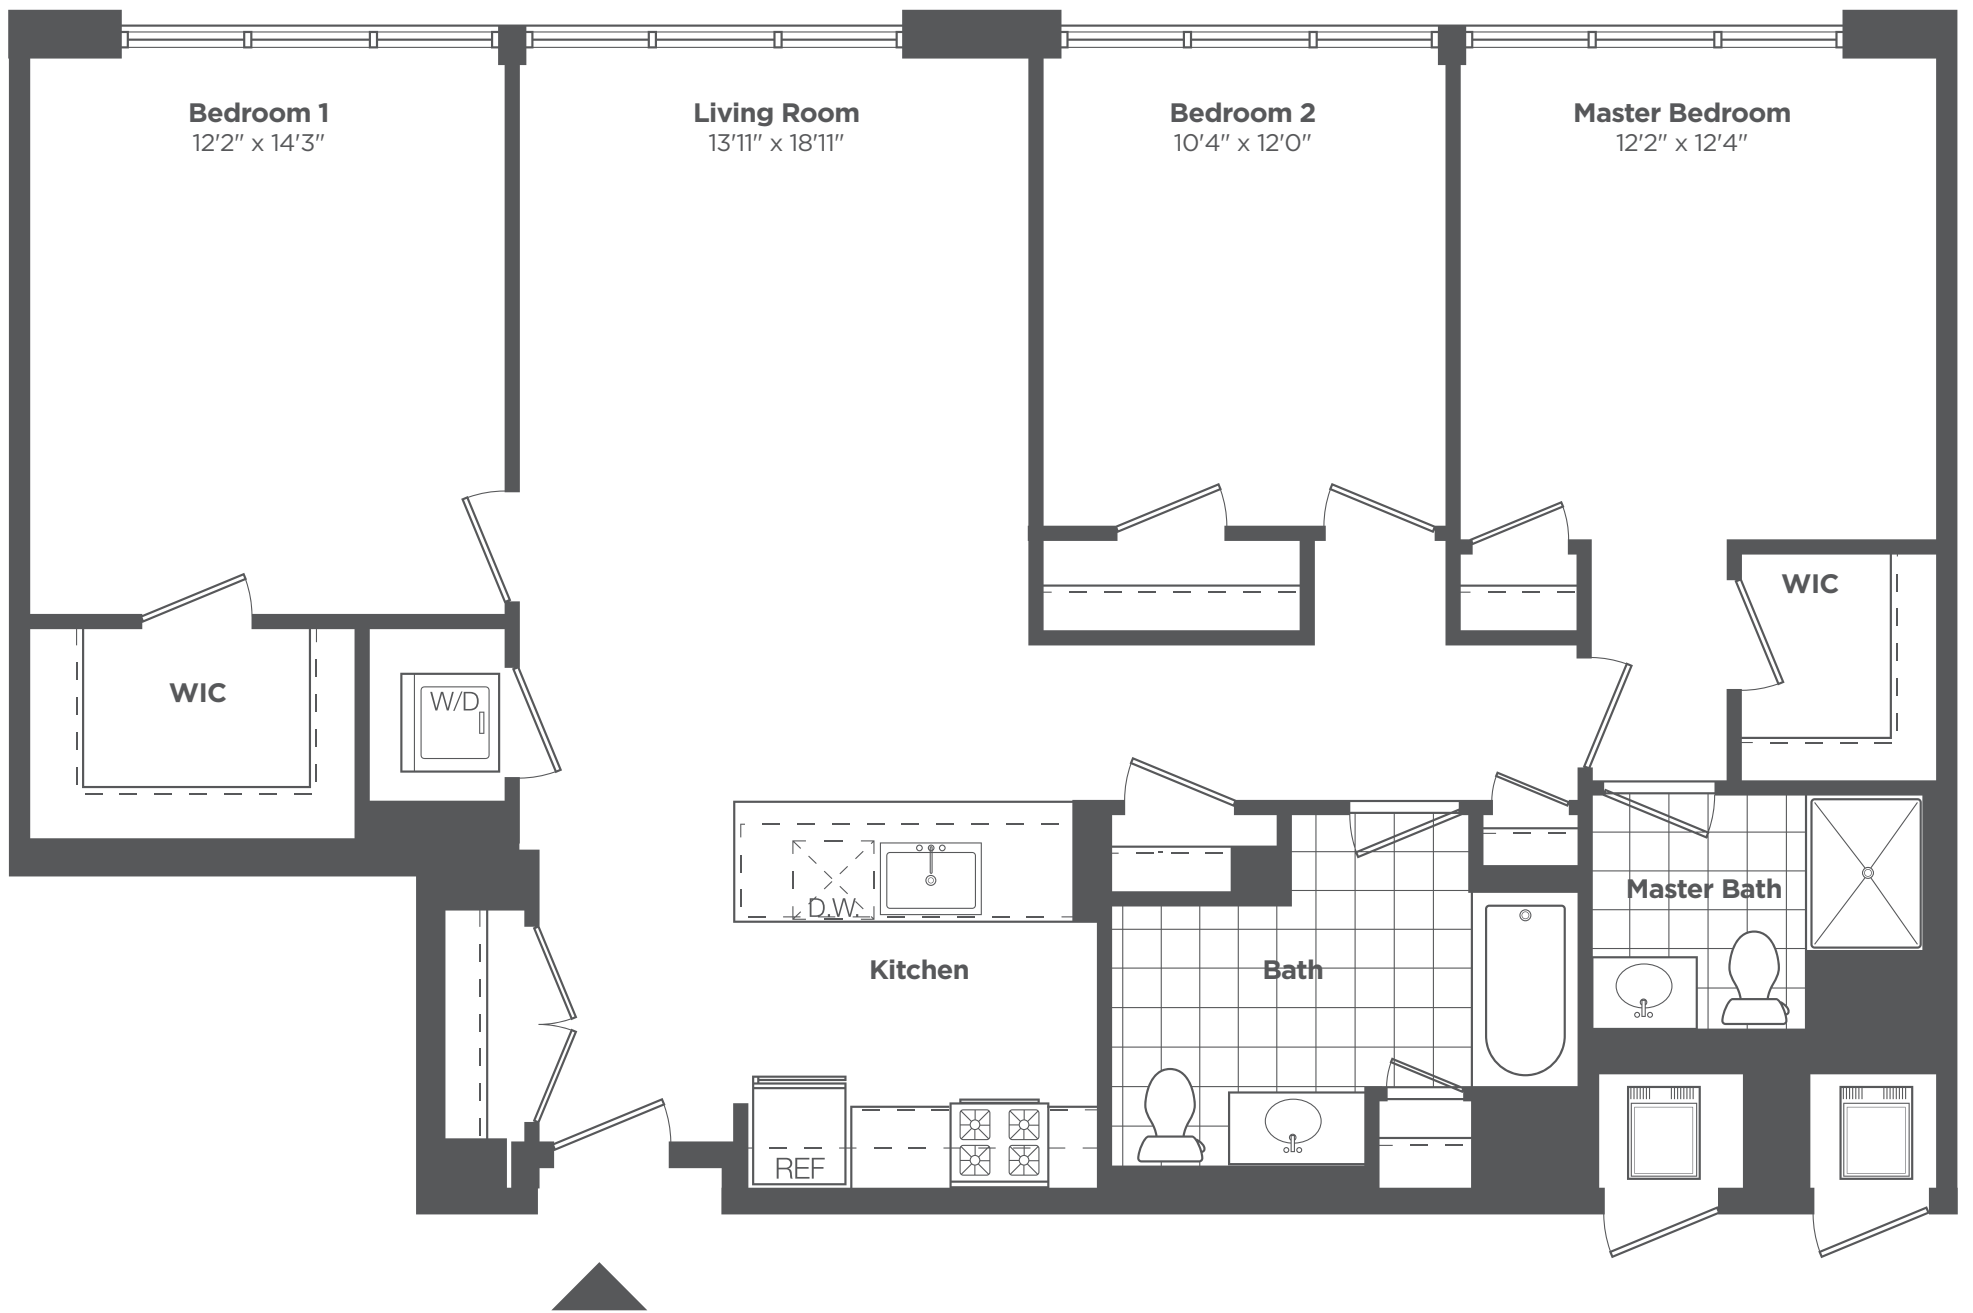 Bedroom 1
12'2" x 14'3"
Living Room
13'11" x 18'11"
Bedroom 2
10'4" x 12'0"
Master Bedroom
12'2" x 12'4"
WIC
WIC
W/D
D.W.
Master Bath
Kitchen
Bath
REF